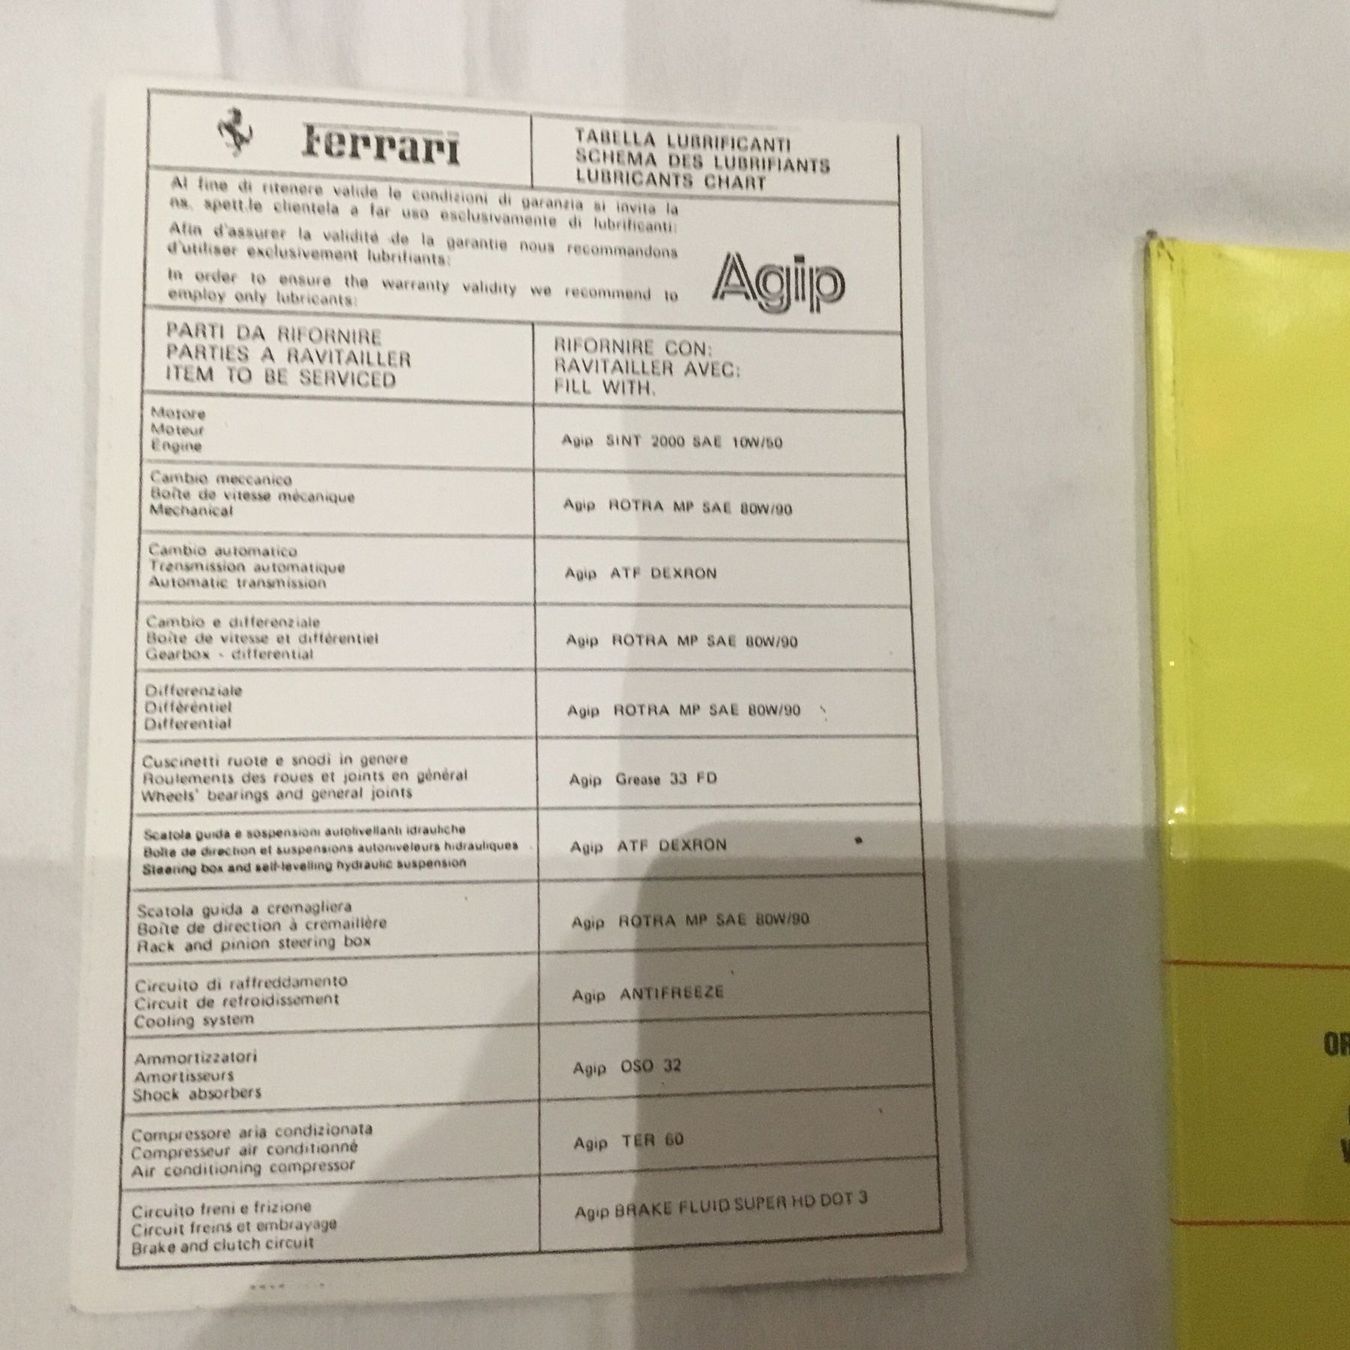 Ferrari
TABELLA LUBRIFICANTI
SCHEMA DES LUBRIFIANTS
LUBRICANTS CHART
Al fine di ritenere valide le condizioni di garanzia si invita la
ns. spett.le clientela a far uso esclusivamente di lubrificanti:
Afin d'assurer la validité de la garantie nous recommandons
d'utiliser exclusivement lubrifiants:
In order to ensure the warranty validity we recommend to
employ only lubricants:
Agip
PARTI DA RIFORNIRE
PARTIES A RAVITAILLER
ITEM TO BE SERVICED
RIFORNIRE CON:
RAVITAILLER AVEC:
FILL WITH.
Motore
Moteur
Engine
Agip SINT 2000 SAE 10W/50
Cambio meccanico
Boîte de vitesse mécanique
Mechanical
Agip ROTRA MP SAE 80W/90
Cambio automatico
Transmission automatique
Automatic transmission
Agip ATF DEXRON
Cambio e differenziale
Boîte de vitesse et différentiel
Gearbox - differential
Agip ROTRA MP SAE 80W/90
Differenziale
Différéntiel
Differential
Agip ROTRA MP SAE 80W/90
Cuscinetti ruote e snodi in genere
Roulements des roues et joints en général
Wheels' bearings and general joints
Agip Grease 33 FD
Scatola guida e sospensioni autolivellanti idrauliche
Boîte de direction et suspensions autoniveleurs hidrauliques
Steering box and self-levelling hydraulic suspension
Agip ATF DEXRON
Scatola guida a cremagliera
Boîte de direction à cremaillère
Rack and pinion steering box
Agip ROTRA MP SAE 80W/90
Circuito di raffreddamento
Circuit de refroidissement
Cooling system
Agip ANTIFREEZE
Ammortizzatori
Amortisseurs
Shock absorbers
Agip OSO 32
Compressore aria condizionata
Compresseur air conditionné
Air conditioning compressor
Agip TER 60
Circuito freni e frizione
Circuit freins et embrayage
Brake and clutch circuit
Agip BRAKE FLUID SUPER HD DOT 3
OR